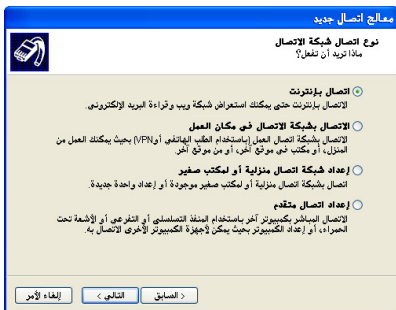 معالج اتصال جديد
نوع اتصال شبكة الاتصال
ماذا تريد أن تفعل؟
اتصال بإنترنت
الاتصال بإنترنت حتى يمكنك استعراض شبكة ويب وقراءة البريد الإلكتروني.
الاتصال بشبكة الاتصال في مكان العمل
الاتصال بشبكة اتصال العمل (باستخدام الطلب الهاتفي أو VPN) بحيث يمكنك العمل من
المنزل، أو مكتب في موقع آخر، أو من موقع آخر.
إعداد شبكة اتصال منزلية أو لمكتب صغير
اتصال بشبكة اتصال منزلية أو لمكتب صغير موجودة أو إعداد واحدة جديدة.
إعداد اتصال متقدم
الاتصال المباشر بكمبيوتر آخر باستخدام المنفذ التسلسلي أو التفرعي أو الأشعة تحت
الحمراء، أو إعداد الكمبيوتر بحيث يمكن لأجهزة الكمبيوتر الأخرى الاتصال به.
< السابق
التالي >
إلغاء الأمر